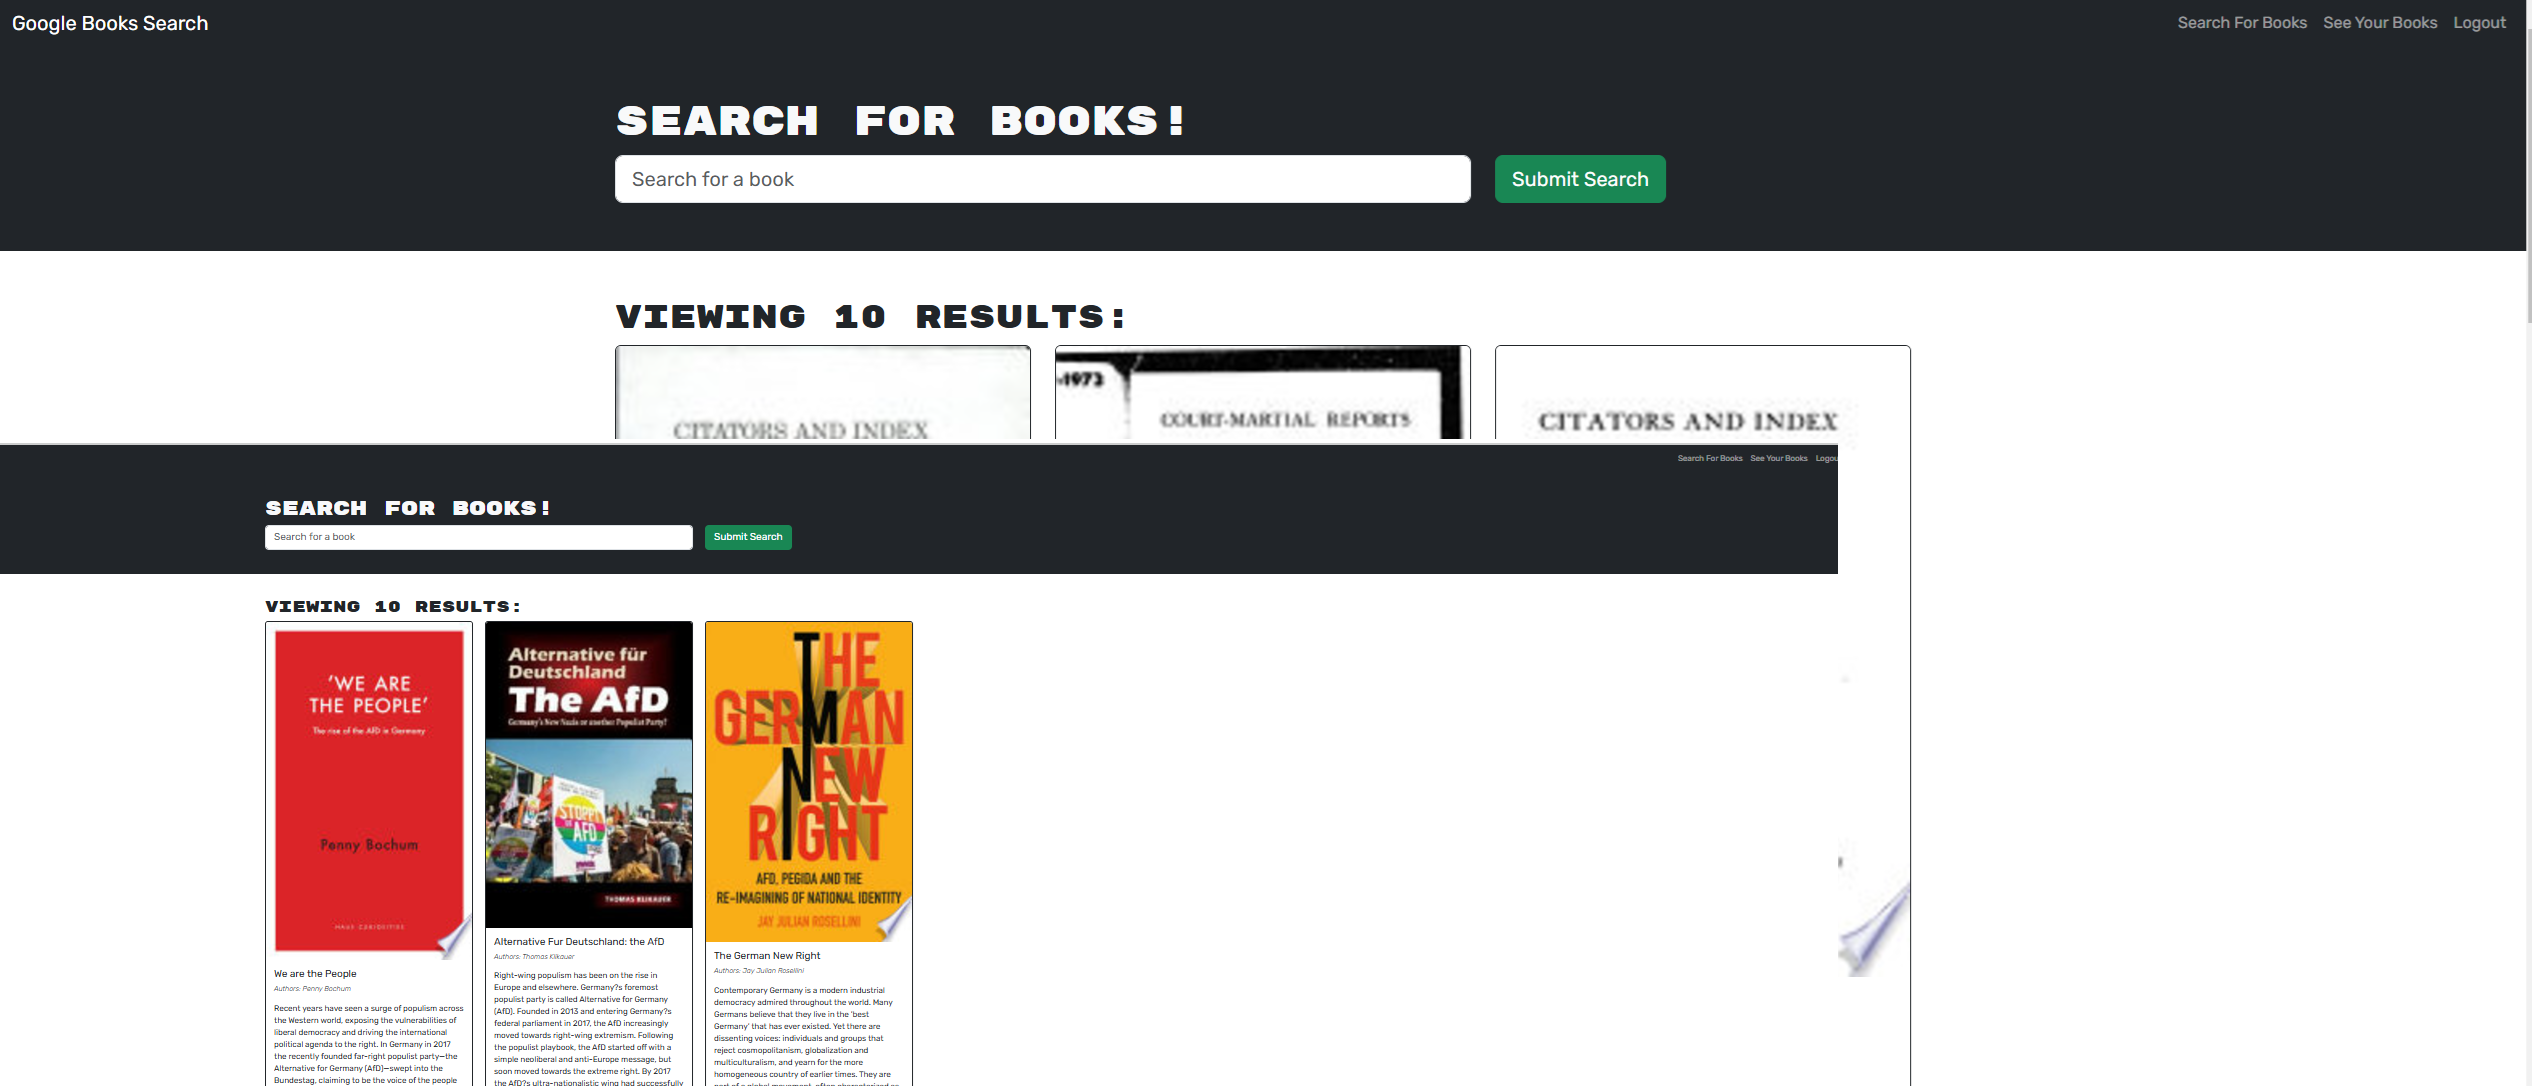 Google Books Search
Search For Books See Your Books Logout
SEARCH FOR BOOKS!
Search for a book
Submit Search
VIEWING 10 RESULTS:
CITATORS AND INDEX
-1973
COURT-MARTIAL REPORTS
CITATORS AND INDEX
Search For Books See Your Books Logou
SEARCH FOR BOOKS!
Search for a book
Submit Search
VIEWING 10 RESULTS:
'WE ARE
THE PEOPLE'
The rise of the AfD in Germany
Penny Bochum
HAUS CURIOSITIES
We are the People
Authors: Penny Bochum
Recent years have seen a surge of populism across
the Western world, exposing the vulnerabilities of
liberal democracy and driving the international
political agenda to the right. In Germany in 2017
the recently founded far-right populist party—the
Alternative for Germany (AfD)—swept into the
Bundestag, claiming to be the voice of the people
Alternative für
Deutschland
The AfD
Germany's New Nazis or another Populist Party?
STOPPT
AFD
THOMAS KLIKAUER
Alternative Fur Deutschland: the AfD
Authors: Thomas Klikauer
Right-wing populism has been on the rise in
Europe and elsewhere. Germany?s foremost
populist party is called Alternative for Germany
(AfD). Founded in 2013 and entering Germany?s
federal parliament in 2017, the AfD increasingly
moved towards right-wing extremism. Following
the populist playbook, the AfD started off with a
simple neoliberal and anti-Europe message, but
soon moved towards the extreme right. By 2017
the AfD?s ultra-nationalistic wing had successfully
THE
GERMAN
NEW
RIGHT
AFD, PEGIDA AND THE
RE-IMAGINING OF NATIONAL IDENTITY
JAY JULIAN ROSELLINI
The German New Right
Authors: Jay Julian Rosellini
Contemporary Germany is a modern industrial
democracy admired throughout the world. Many
Germans believe that they live in the 'best
Germany' that has ever existed. Yet there are
dissenting voices: individuals and groups that
reject cosmopolitanism, globalization and
multiculturalism, and yearn for the more
homogeneous country of earlier times. They are
part of a global movement, often characterized as